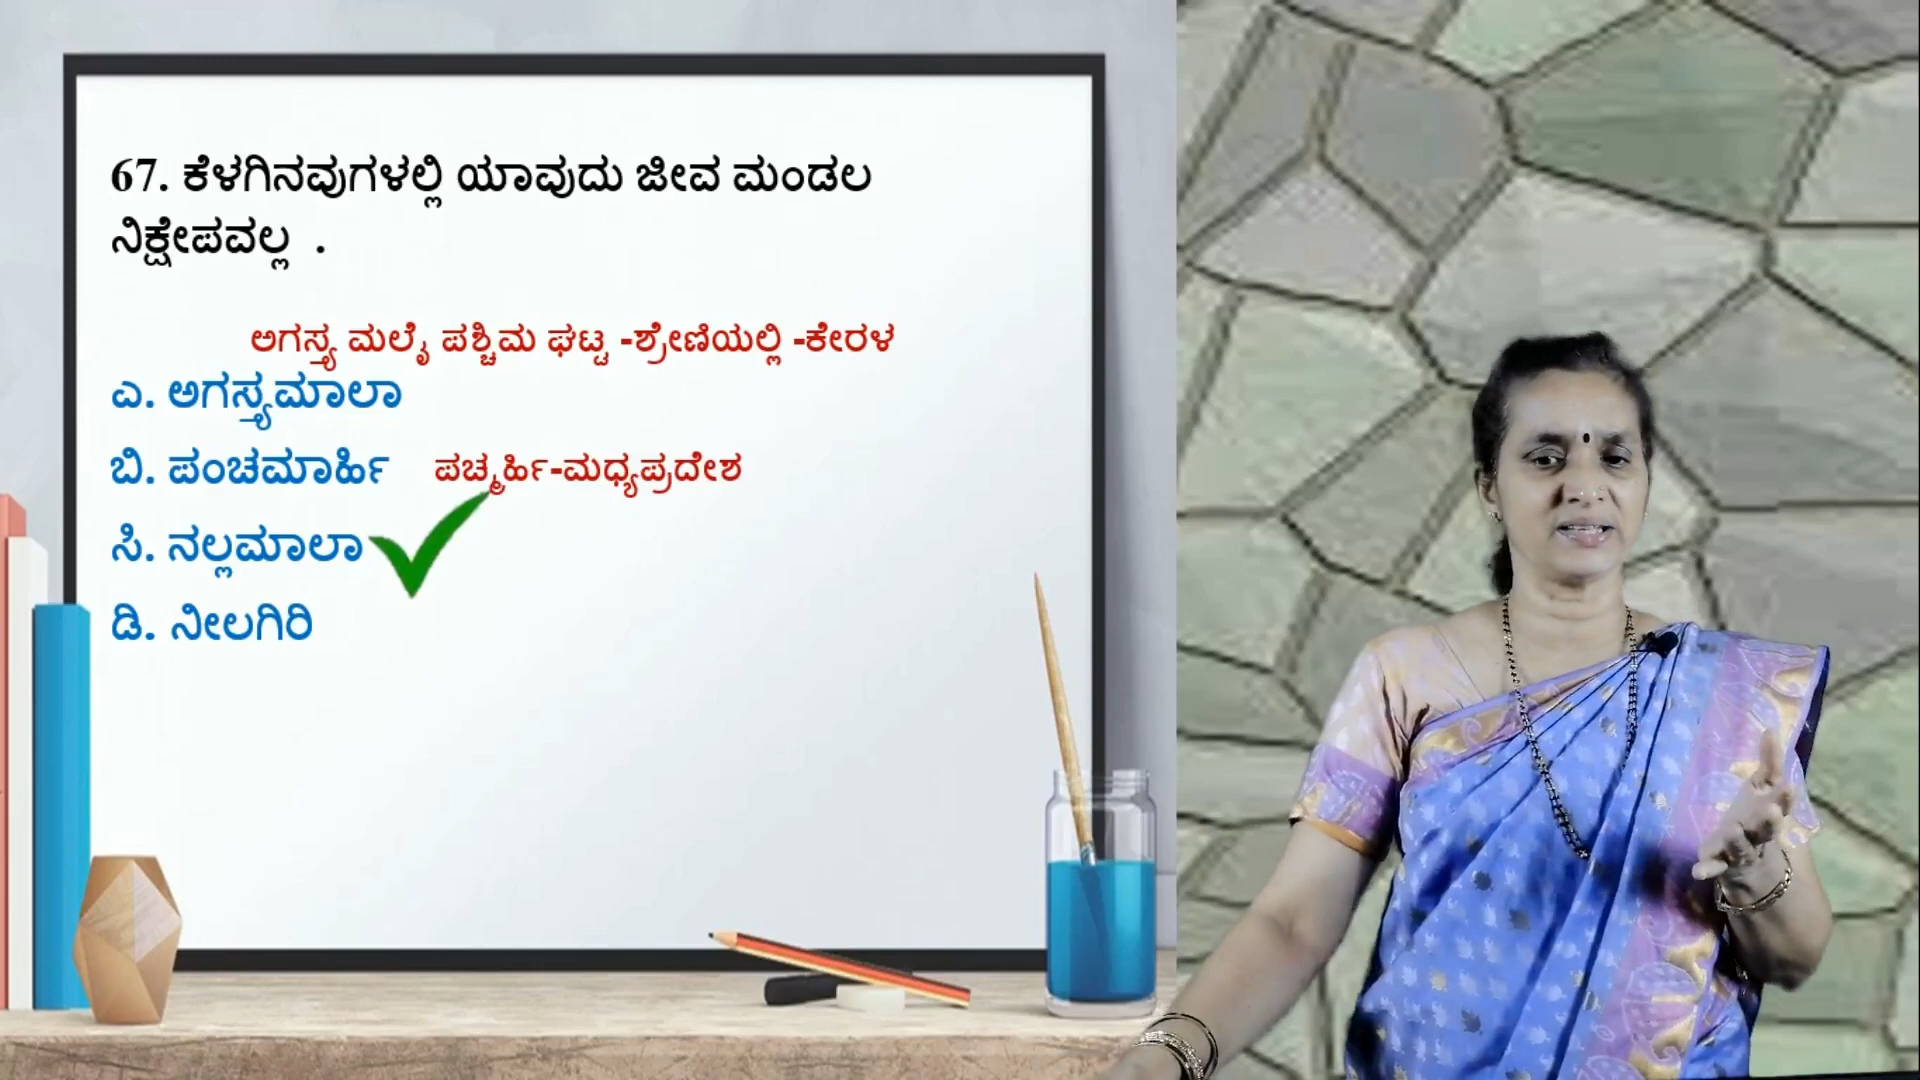 67. ಕೆಳಗಿನವುಗಳಲ್ಲಿ ಯಾವುದು ಜೀವ ಮಂಡಲ
ನಿಕ್ಷೇಪವಲ್ಲ .
ಅಗಸ್ತ್ಯ ಮಲೈ ಪಶ್ಚಿಮ ಘಟ್ಟ -ಶ್ರೇಣಿಯಲ್ಲಿ -ಕೇರಳ
ಎ. ಅಗಸ್ತ್ಯಮಾಲಾ
ಬಿ. ಪಂಚಮಾರ್ಹಿ ಪಚ್ಮರ್ಹಿ-ಮಧ್ಯಪ್ರದೇಶ
ಸಿ. ನಲ್ಲಮಾಲಾ
ಡಿ. ನೀಲಗಿರಿ